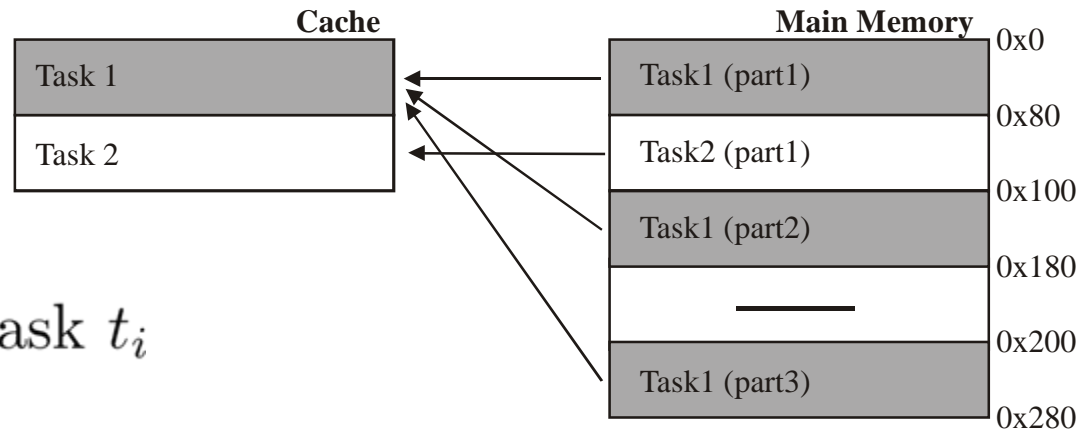 Cache
Task 1
Task 2
Main Memory
0x0
Task1 (part1)
0x80
Task2 (part1)
0x100
Task1 (part2)
0x180
0x200
Task1 (part3)
0x280
ask t_i